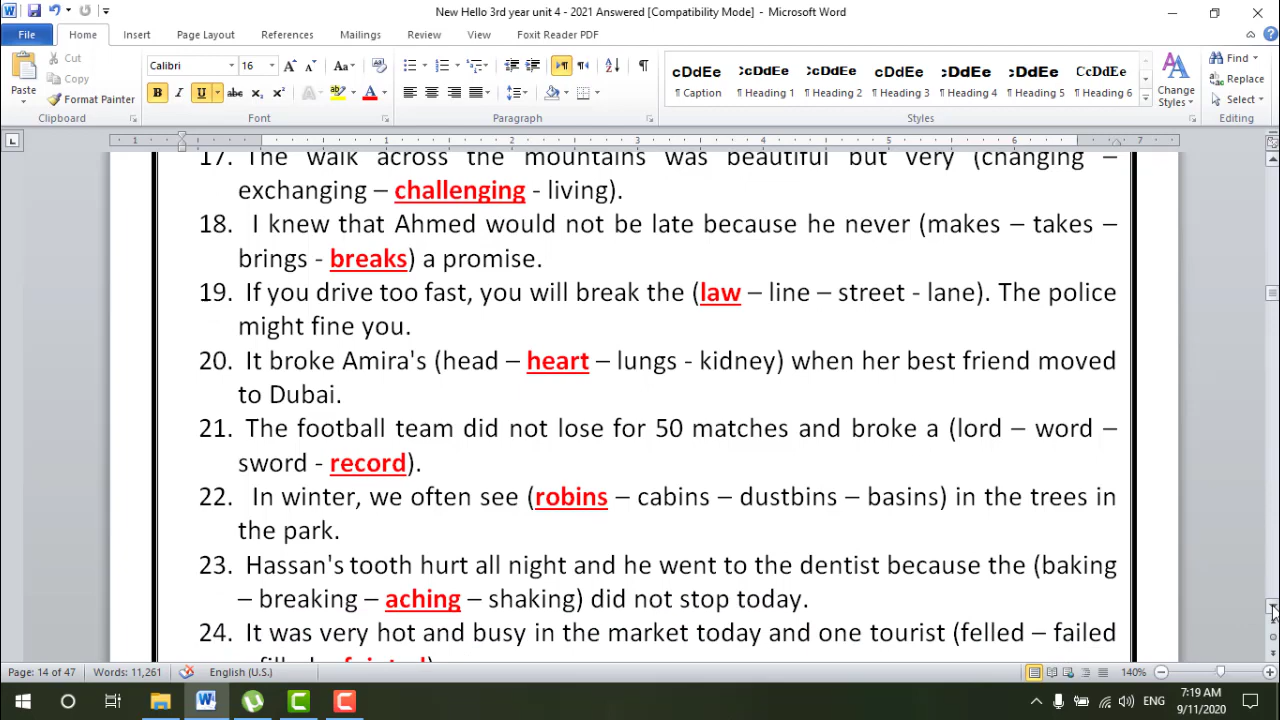 New Hello 3rd year unit 4 - 2021 Answered [Compatibility Mode] - Microsoft Word
File Home Insert Page Layout References Mailings Review View Foxit Reader PDF
Cut
Copy
Format Painter
Paste
Clipboard
Calibri 16
Font
Paragraph
¶ Caption ¶ Heading 1 ¶ Heading 2 ¶ Heading 3 ¶ Heading 4 ¶ Heading 5 ¶ Heading 6
Change Styles
Styles
Find
Replace
Select
Editing
17. The walk across the mountains was beautiful but very (changing –
exchanging – challenging - living).
18. I knew that Ahmed would not be late because he never (makes – takes –
brings - breaks) a promise.
19. If you drive too fast, you will break the (law – line – street - lane). The police
might fine you.
20. It broke Amira's (head – heart – lungs - kidney) when her best friend moved
to Dubai.
21. The football team did not lose for 50 matches and broke a (lord – word –
sword - record).
22. In winter, we often see (robins – cabins – dustbins – basins) in the trees in
the park.
23. Hassan's tooth hurt all night and he went to the dentist because the (baking
– breaking – aching – shaking) did not stop today.
24. It was very hot and busy in the market today and one tourist (felled – failed
Page: 14 of 47 Words: 11,261 English (U.S.) 140%
ENG 7:19 AM
9/11/2020